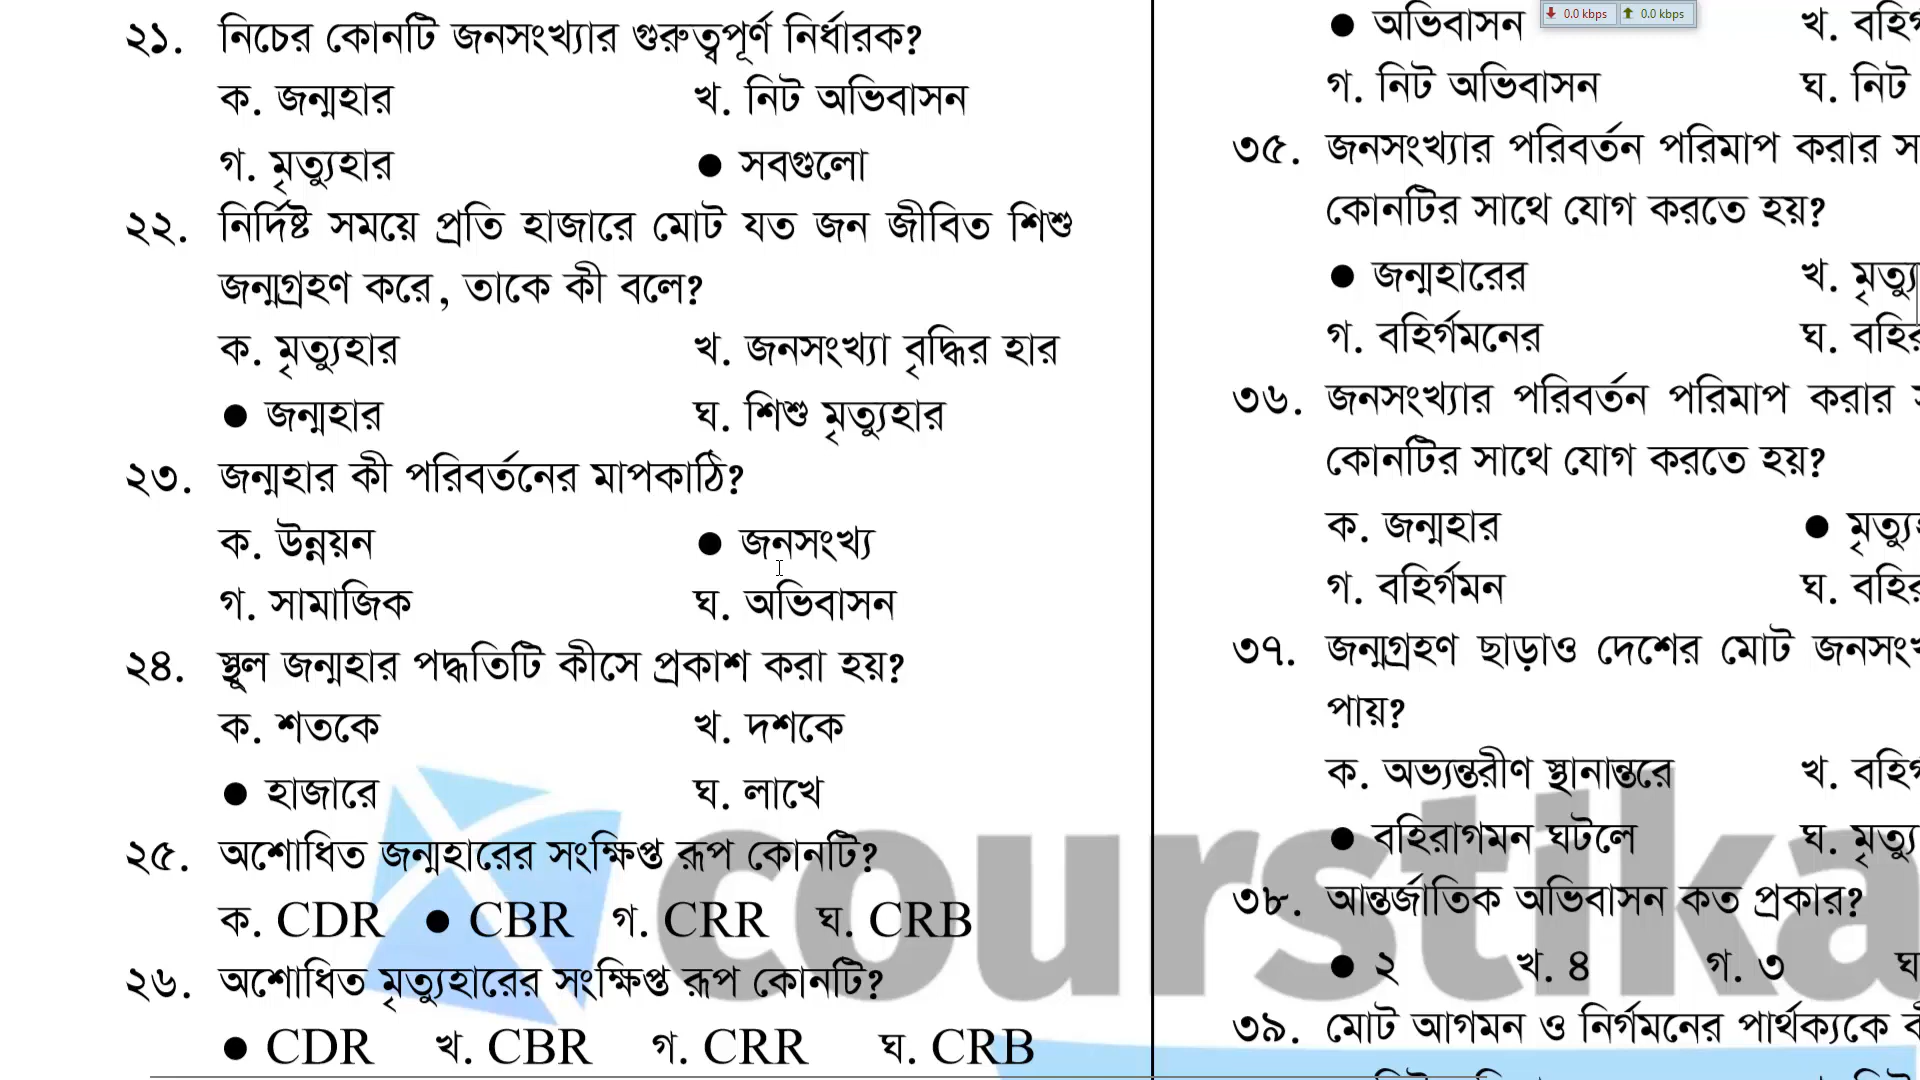 ২১. নিচের কোনটি জনসংখ্যার গুরুত্বপূর্ণ নির্ধারক?
ক. জন্মহার খ. নিট অভিবাসন
গ. মৃত্যুহার ● সবগুলো
২২. নির্দিষ্ট সময়ে প্রতি হাজারে মোট যত জন জীবিত শিশু
জন্মগ্রহণ করে, তাকে কী বলে?
ক. মৃত্যুহার খ. জনসংখ্যা বৃদ্ধির হার
● জন্মহার ঘ. শিশু মৃত্যুহার
২৩. জন্মহার কী পরিবর্তনের মাপকাঠি?
ক. উন্নয়ন ● জনসংখ্য
গ. সামাজিক ঘ. অভিবাসন
২৪. স্থূল জন্মহার পদ্ধতিটি কীসে প্রকাশ করা হয়?
ক. শতকে খ. দশকে
● হাজারে ঘ. লাখে
২৫. অশোধিত জন্মহারের সংক্ষিপ্ত রূপ কোনটি?
ক. CDR ● CBR গ. CRR ঘ. CRB
২৬. অশোধিত মৃত্যুহারের সংক্ষিপ্ত রূপ কোনটি?
● CDR খ. CBR গ. CRR ঘ. CRB
● অভিবাসন খ.
গ. নিট অভিবাসন ঘ. নিট
৩৫. জনসংখ্যার পরিবর্তন পরিমাপ করার
কোনটির সাথে যোগ করতে হয়?
● জন্মহারের খ.
গ. বহির্গমনের ঘ.
৩৬. জনসংখ্যার পরিবর্তন পরিমাপ করার
কোনটির সাথে যোগ করতে হয়?
ক. জন্মহার ●
গ. বহির্গমন ঘ.
৩৭. জন্মগ্রহণ ছাড়াও দেশের মোট
পায়?
ক. অভ্যন্তরীণ স্থানান্তরে খ.
● বহিরাগমন ঘটলে ঘ.
৩৮. আন্তর্জাতিক অভিবাসন কত প্রকার?
● ২ খ. ৪ গ. ৩ ঘ
৩৯. মোট আগমন ও নির্গমনের পার্থক্যকে
0.0 kbps 0.0 kbps
courstika